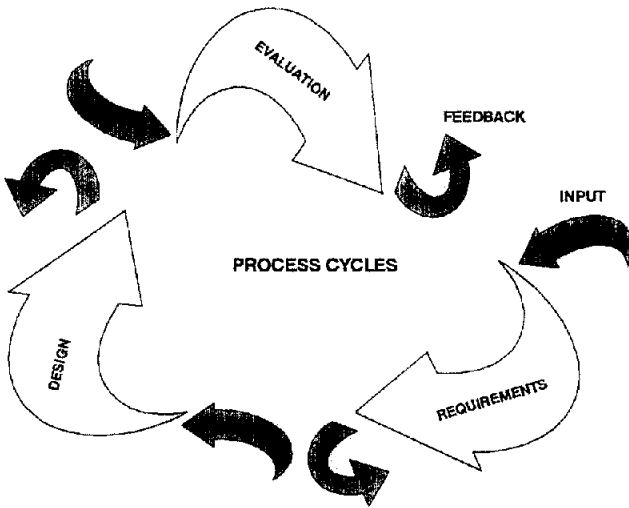 EVALUATION
FEEDBACK
INPUT
PROCESS CYCLES
DESIGN
REQUIREMENTS